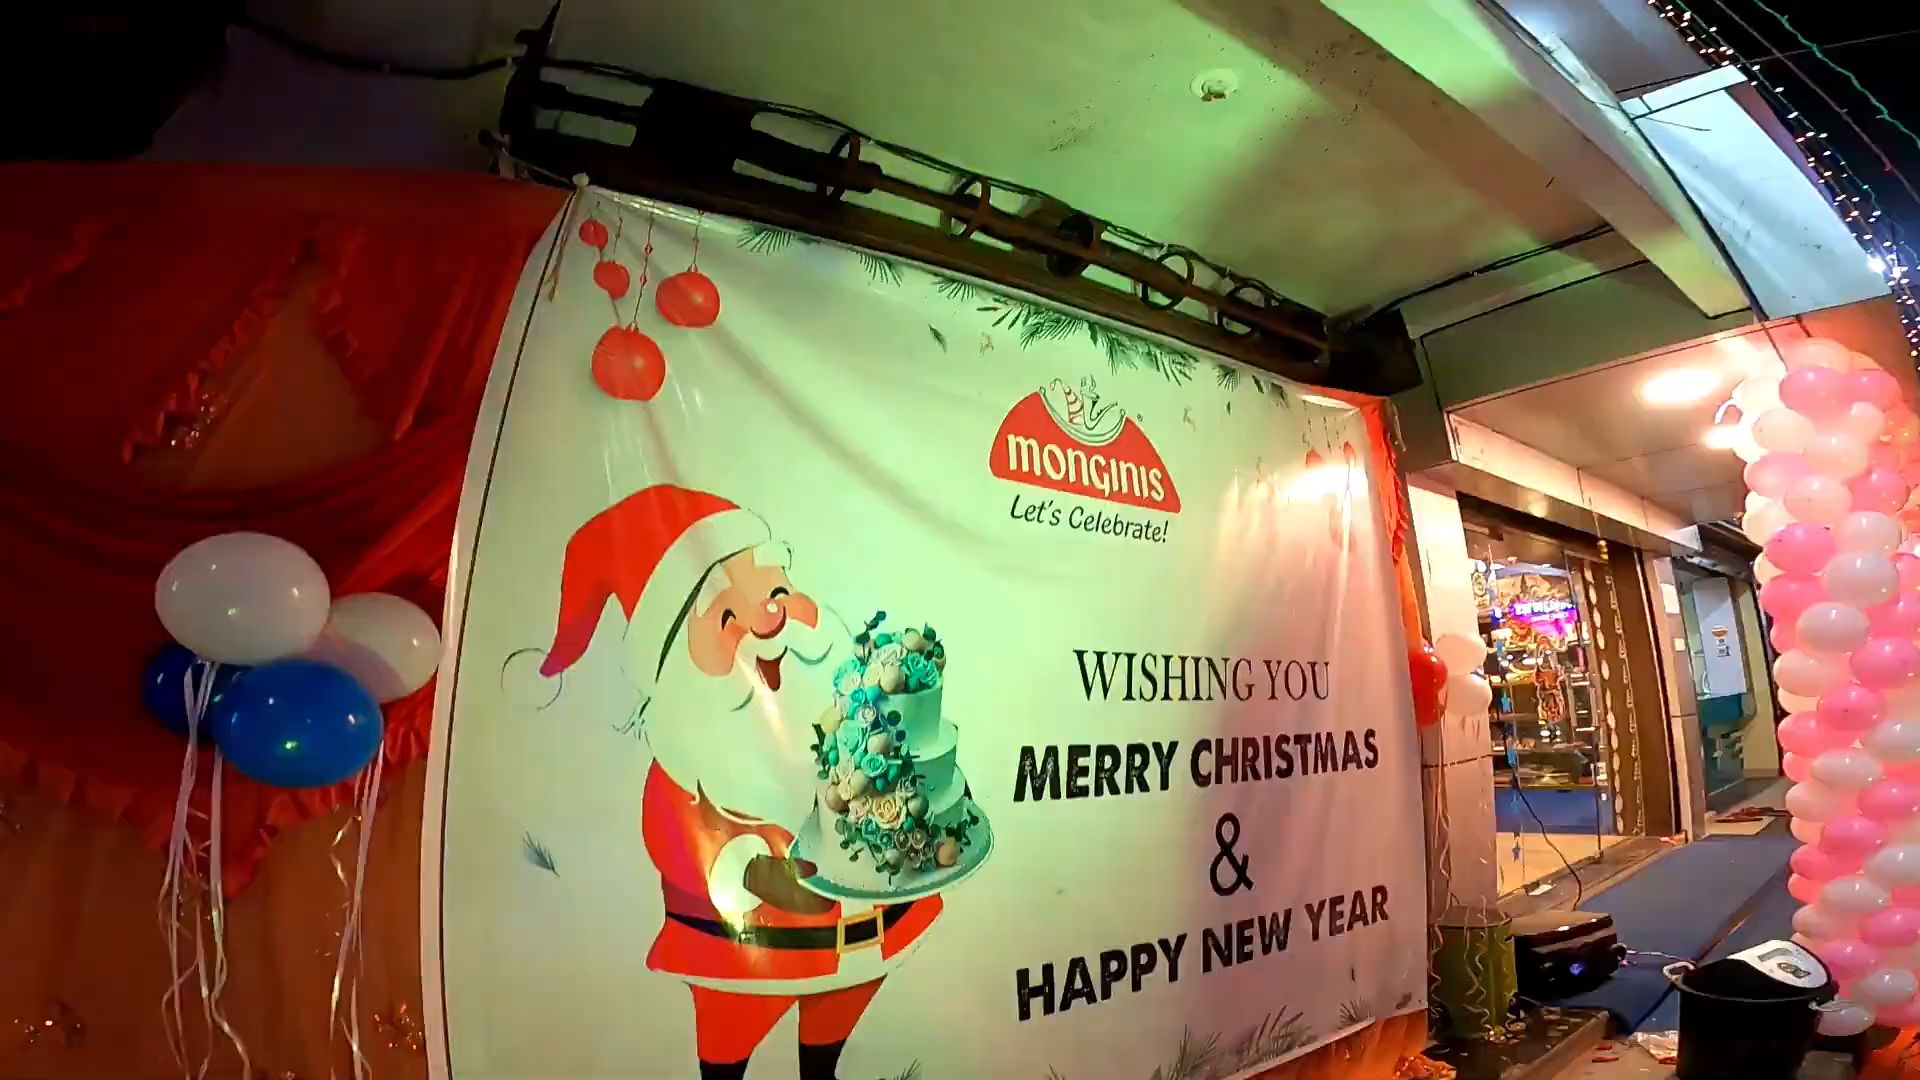 MONGINIS
Let's Celebrate!
WISHING YOU
MERRY CHRISTMAS
&
HAPPY NEW YEAR